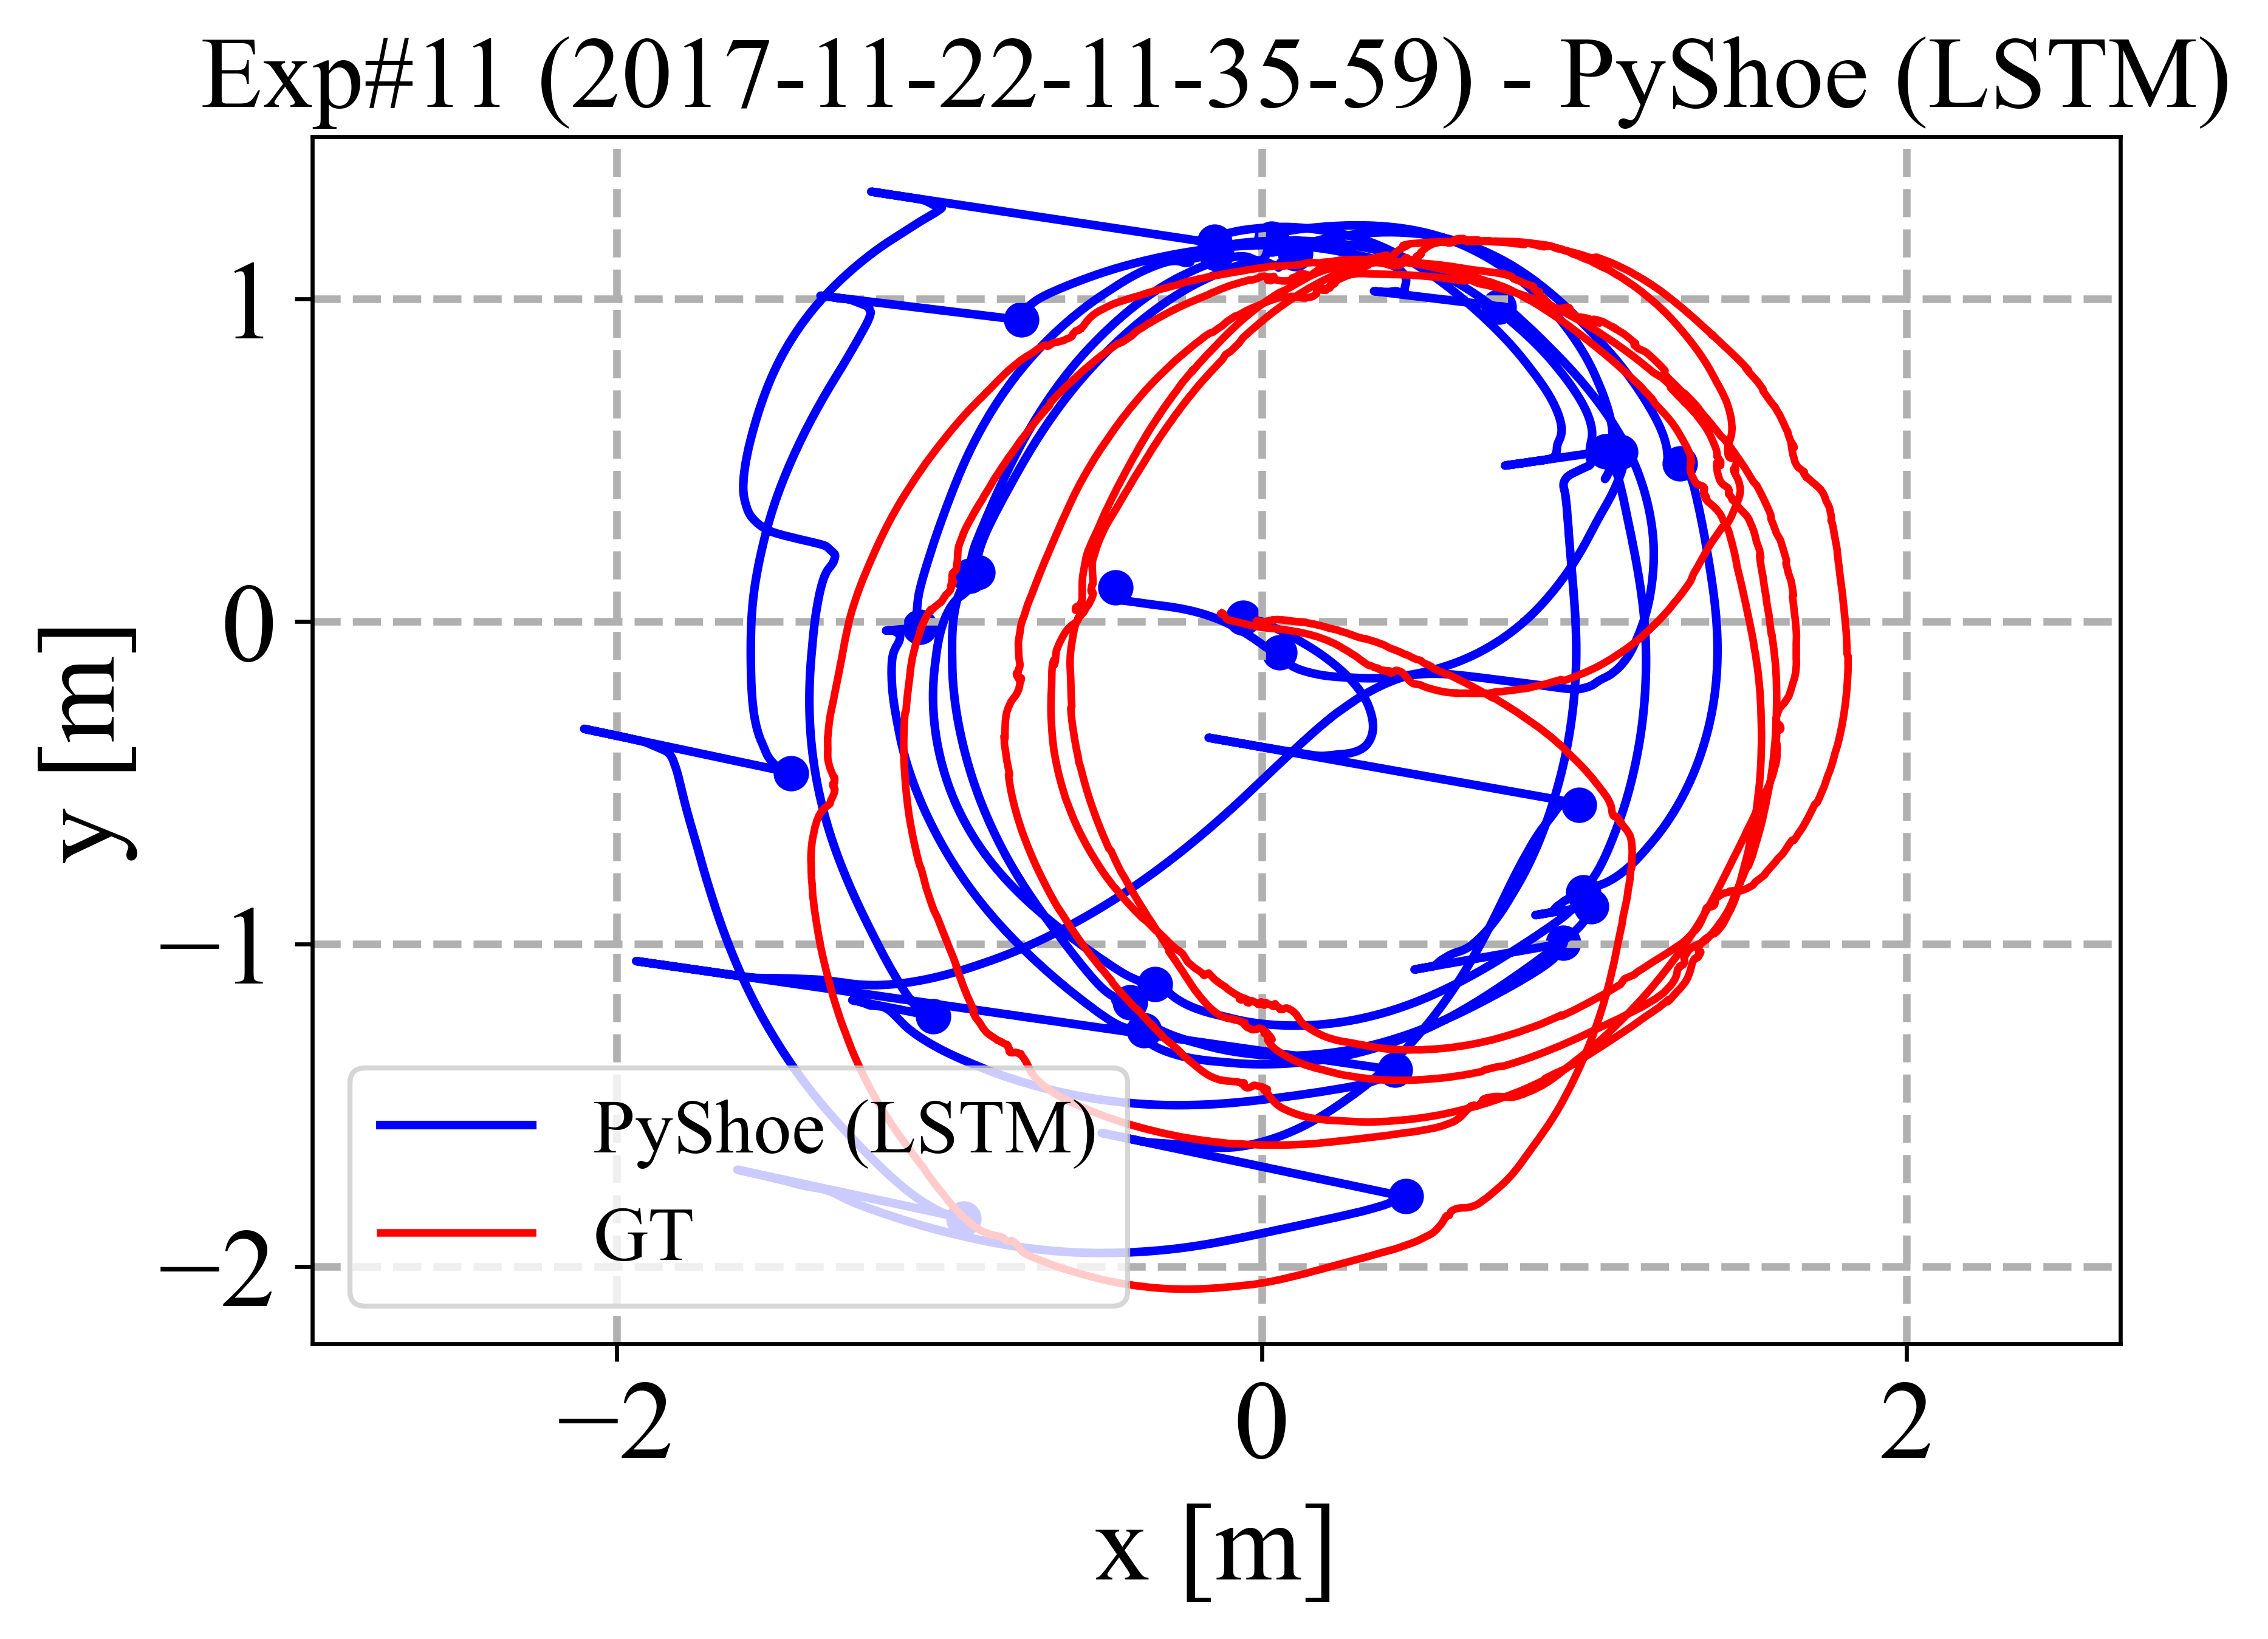 Exp#11 (2017-11-22-11-35-59)) - PyShoe (LSTM)
y [m]
1
0
−1
−2
PyShoe (LSTM)
GT
−2
0
2
x [m]